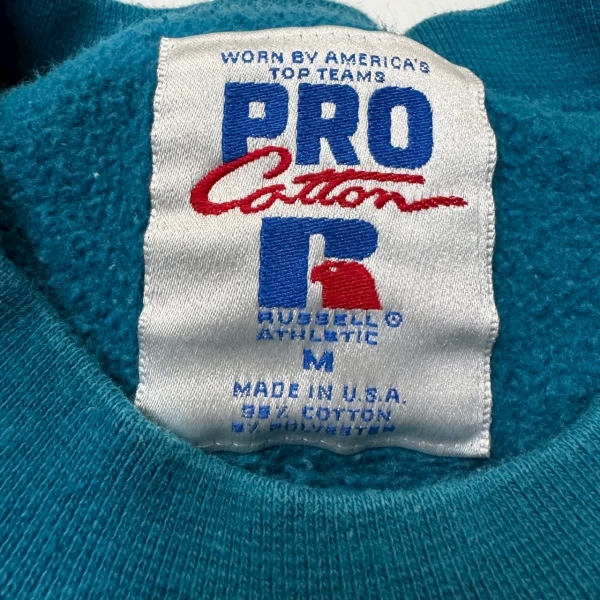 WORN BY AMERICA'S
TOP TEAMS
PRO
Cotton
RUSSELL ®
ATHLETIC
M
MADE IN U.S.A.
COTTON
POLYESTER